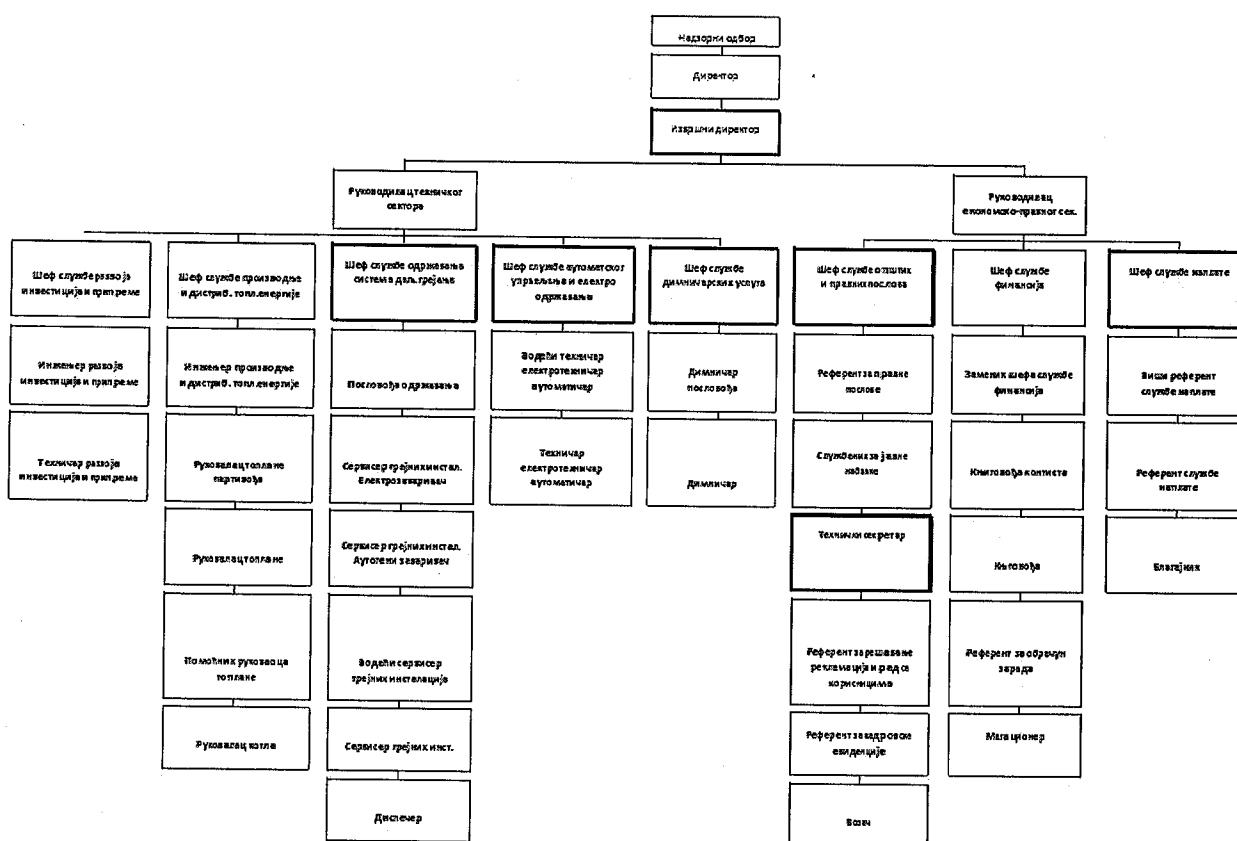 Надзорни одбор
Директор
Извршни директор
Руководилац техничког
сектора
Руководилац
економско-правног сек.
Шеф службе развоја
инвестиција и припреме
Шеф службе производње
и дистриб. топл.енергије
Шеф службе одржавања
система даљ.грејања
Шеф службе аутоматског
управљања и електро
одржавања
Шеф службе
димничарских услуга
Шеф службе општих
и правних послова
Шеф службе
финансија
Шеф службе наплате
Инжењер развоја
инвестиција и припреме
Инжењер производње
и дистриб. топл.енергије
Пословођа одржавања
Водећи техничар
електротехничар
аутоматичар
Димничар
пословођа
Референт за правне
послове
Заменик шефа службе
финансија
Виши референт
службе наплате
Техничар развоја
инвестиција и припреме
Руковалац топлане
партивођа
Сервисер грејних инстал.
Електрозаваривач
Техничар
електротехничар
аутоматичар
Димничар
Службеник за јавне
набавке
Књиговођа контиста
Референт службе
наплате
Руковалац топлане
Сервисер грејних инстал.
Аутогени заваривач
Технички секретар
Књиговођа
Благајник
Помоћник руковаоца
топлане
Водећи сервисер
грејних инсталација
Референт за решавање
рекламација и рад са
корисницима
Референт за обрачун
зарада
Руковалац котла
Сервисер грејних инст.
Референт за кадровске
евиденције
Магационер
Диспечер
Возач